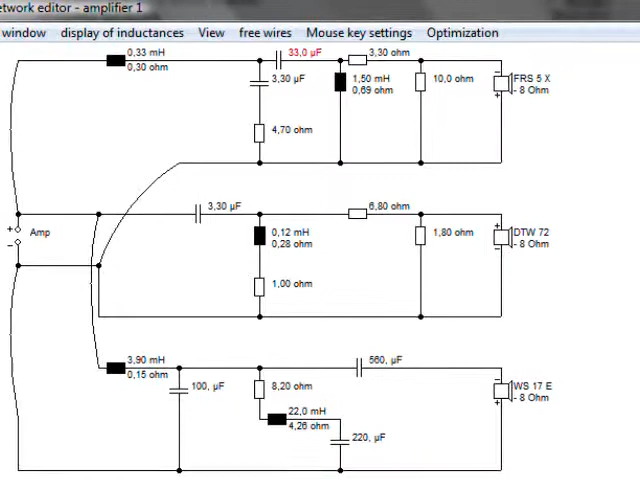 etwork editor - amplifier 1
window display of inductances View free wires Mouse key settings Optimization
0,33 mH
0,30 ohm
33,0 µF
3,30 ohm
3,30 µF
1,50 mH
0,69 ohm
10,0 ohm
FRS 5 X
- 8 Ohm
4,70 ohm
3,30 µF
6,80 ohm
Amp
0,12 mH
0,28 ohm
1,80 ohm
DTW 72
- 8 Ohm
1,00 ohm
3,90 mH
0,15 ohm
560, µF
100, µF
8,20 ohm
WS 17 E
- 8 Ohm
22,0 mH
4,26 ohm
220, µF